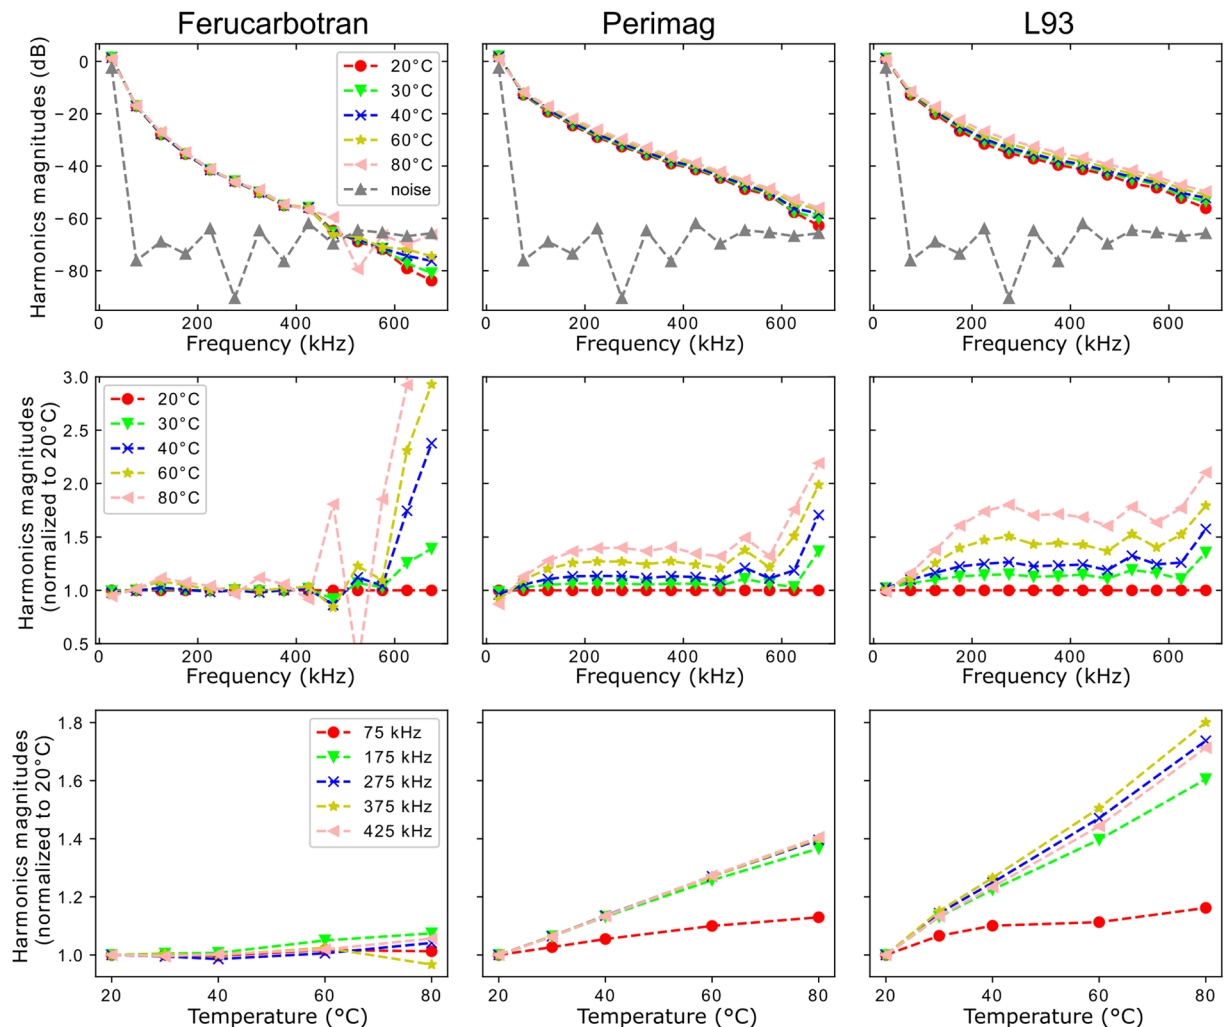 Ferucarbotran
Perimag
L93
Harmonics magnitudes (dB)
0
−20
−40
−60
−80
20°C
30°C
40°C
60°C
80°C
noise
0 200 400 600
0 200 400 600
0 200 400 600
Frequency (kHz)
Frequency (kHz)
Frequency (kHz)
Harmonics magnitudes
(normalized to 20°C)
3.0
2.5
2.0
1.5
1.0
0.5
20°C
30°C
40°C
60°C
80°C
0 200 400 600
0 200 400 600
0 200 400 600
Frequency (kHz)
Frequency (kHz)
Frequency (kHz)
Harmonics magnitudes
(normalized to 20°C)
1.8
1.6
1.4
1.2
1.0
75 kHz
175 kHz
275 kHz
375 kHz
425 kHz
20 40 60 80
20 40 60 80
20 40 60 80
Temperature (°C)
Temperature (°C)
Temperature (°C)